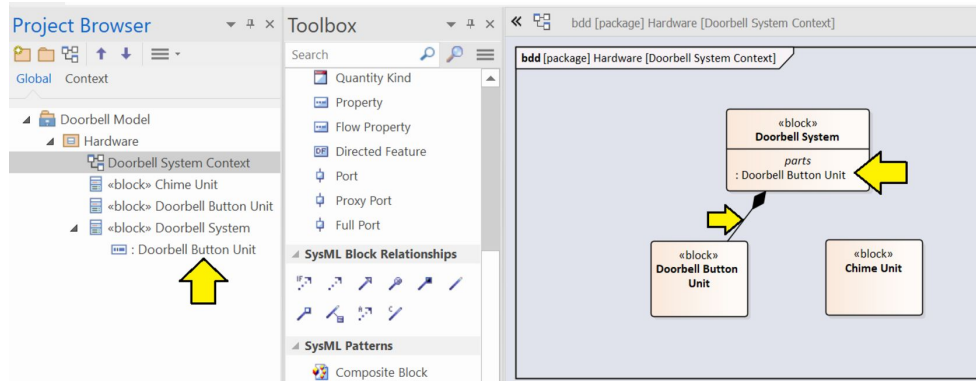 Project Browser
Global Context
Doorbell Model
Hardware
Doorbell System Context
«block» Chime Unit
«block» Doorbell Button Unit
«block» Doorbell System
: Doorbell Button Unit
Toolbox
Search
Quantity Kind
Property
Flow Property
Directed Feature
Port
Proxy Port
Full Port
SysML Block Relationships
SysML Patterns
Composite Block
bdd [package] Hardware [Doorbell System Context]
bdd [package] Hardware [Doorbell System Context]
«block»
Doorbell System
parts
: Doorbell Button Unit
«block»
Doorbell Button
Unit
«block»
Chime Unit